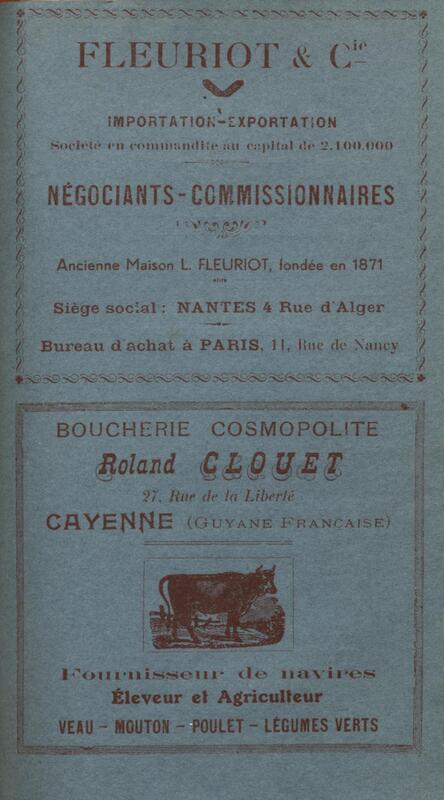 FLEURIOT & Cie
IMPORTATION-EXPORTATION
Société en commandite au capital de 2.100.000
NÉGOCIANTS-COMMISSIONNAIRES
Ancienne Maison L. FLEURIOT, fondée en 1871
Siège social : NANTES 4 Rue d'Alger
Bureau d'achat à PARIS, 11, Rue de Nancy
BOUCHERIE COSMOPOLITE
Roland CLOUET
27, Rue de la Liberté
CAYENNE (GUYANE FRANÇAISE)
Fournisseur de navires
Éleveur et Agriculteur
VEAU - MOUTON - POULET - LÉGUMES VERTS